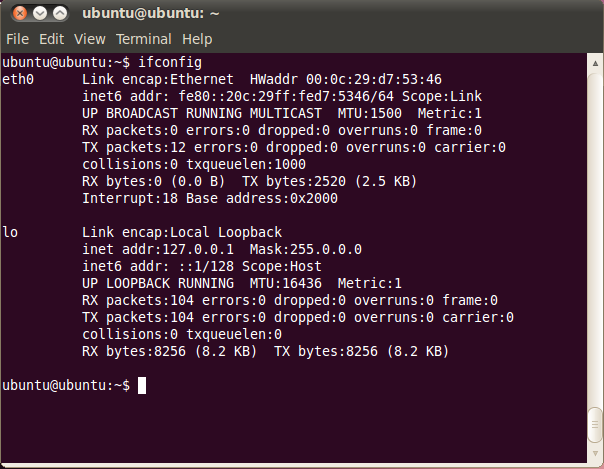 ubuntu@ubuntu: ~
File Edit View Terminal Help
ubuntu@ubuntu:~$ ifconfig
eth0      Link encap:Ethernet  HWaddr 00:0c:29:d7:53:46
          inet6 addr: fe80::20c:29ff:fed7:5346/64 Scope:Link
          UP BROADCAST RUNNING MULTICAST  MTU:1500  Metric:1
          RX packets:0 errors:0 dropped:0 overruns:0 frame:0
          TX packets:12 errors:0 dropped:0 overruns:0 carrier:0
          collisions:0 txqueuelen:1000
          RX bytes:0 (0.0 B)  TX bytes:2520 (2.5 KB)
          Interrupt:18 Base address:0x2000
lo        Link encap:Local Loopback
          inet addr:127.0.0.1  Mask:255.0.0.0
          inet6 addr: ::1/128 Scope:Host
          UP LOOPBACK RUNNING  MTU:16436  Metric:1
          RX packets:104 errors:0 dropped:0 overruns:0 frame:0
          TX packets:104 errors:0 dropped:0 overruns:0 carrier:0
          collisions:0 txqueuelen:0
          RX bytes:8256 (8.2 KB)  TX bytes:8256 (8.2 KB)
ubuntu@ubuntu:~$